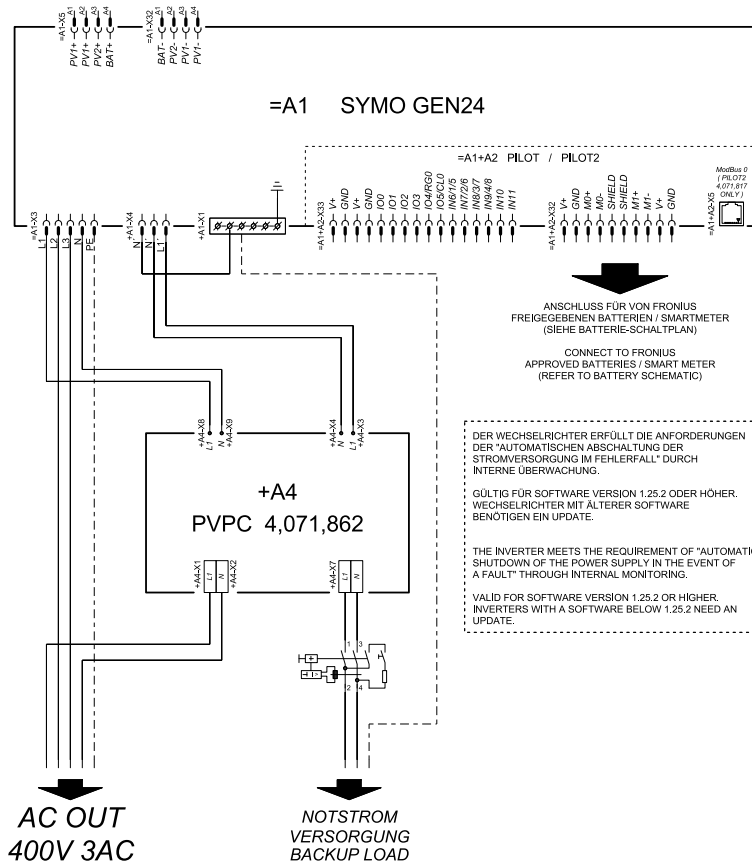 =A1-X5
A1
A2
A3
A4
PV1+
PV1+
PV2+
BAT+
=A1-X32
A1
A2
A3
A4
BAT-
PV2-
PV1-
PV1-
=A1 SYMO GEN24
=A1+A2 PILOT / PILOT2
ModBus 0
( PILOT2
4,071,817
ONLY )
=A1-X3
L1
L2
L3
N
PE
+A1-X4
N´
N´
L1´
+A1-X1
=A1+A2-X33
V+
GND
V+
GND
IO0
IO1
IO2
IO3
IO4/RG0
IO5/CL0
IN6/1/5
IN7/2/6
IN8/3/7
IN9/4/8
IN10
IN11
=A1+A2-X32
V+
GND
M0+
M0-
SHIELD
SHIELD
M1+
M1-
V+
GND
=A1+A2-X5
ANSCHLUSS FÜR VON FRONIUS
FREIGEGEBENEN BATTERIEN / SMARTMETER
(SIEHE BATTERIE-SCHALTPLAN)
CONNECT TO FRONIUS
APPROVED BATTERIES / SMART METER
(REFER TO BATTERY SCHEMATIC)
+A4-X8
L1
N
+A4-X9
+A4-X4
N
L1
+A4-X3
+A4
PVPC 4,071,862
+A4-X1
L1
N
+A4-X2
+A4-X7
L1
N
DER WECHSELRICHTER ERFÜLLT DIE ANFORDERUNGEN
DER "AUTOMATISCHEN ABSCHALTUNG DER
STROMVERSORGUNG IM FEHLERFALL" DURCH
INTERNE ÜBERWACHUNG.
GÜLTIG FÜR SOFTWARE VERSION 1.25.2 ODER HÖHER.
WECHSELRICHTER MIT ÄLTERER SOFTWARE
BENÖTIGEN EIN UPDATE.
THE INVERTER MEETS THE REQUIREMENT OF "AUTOMATIC
SHUTDOWN OF THE POWER SUPPLY IN THE EVENT OF
A FAULT" THROUGH INTERNAL MONITORING.
VALID FOR SOFTWARE VERSION 1.25.2 OR HIGHER.
INVERTERS WITH A SOFTWARE BELOW 1.25.2 NEED AN
UPDATE.
1
3
2
4
AC OUT
400V 3AC
NOTSTROM
VERSORGUNG
BACKUP LOAD